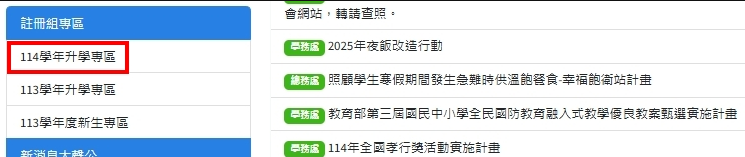 註冊組專區
114學年升學專區
113學年升學專區
113學年度新生專區
新消息大聲公
會網站，轉請查照。
學務處 2025年夜飯改造行動
總務處 照顧學生寒假期間發生急難時供溫飽餐食-幸福飽衛站計畫
學務處 教育部第三屆國民中小學全民國防教育融入式教學優良教案甄選實施計畫
學務處 114年全國孝行獎活動實施計畫